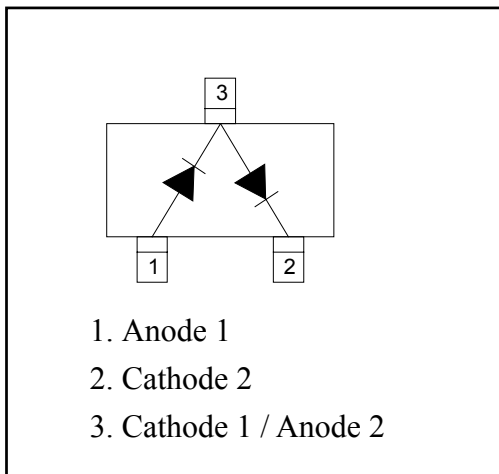 3
1 2
1. Anode 1
2. Cathode 2
3. Cathode 1 / Anode 2